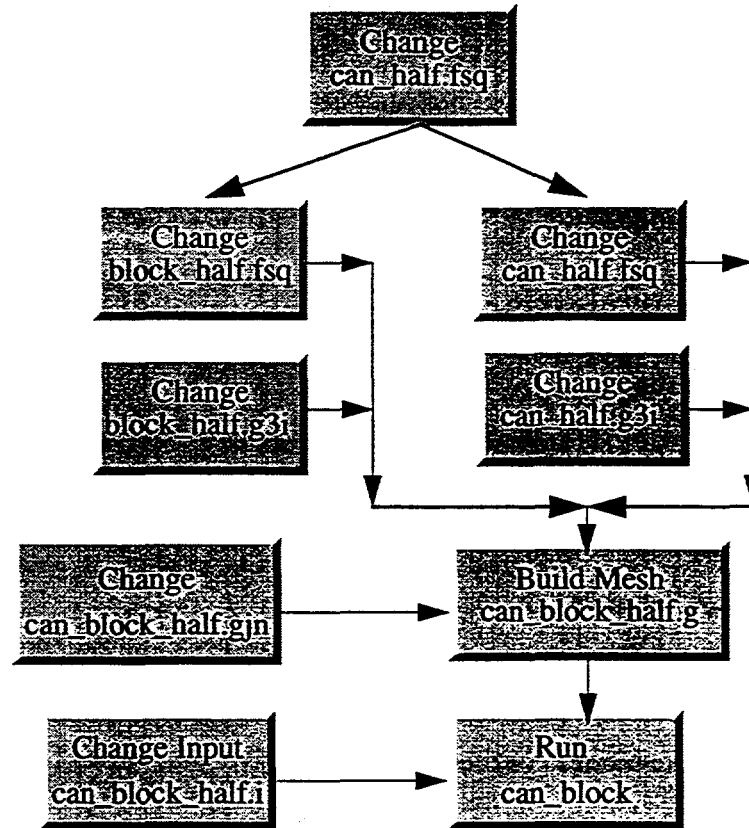 Change
can_half.fsq
Change
block_half.fsq
Change
can_half.fsq
Change
block_half.g3i
Change
can_half.g3i
Change
can_block_half.gjn
Build Mesh
can_block_half.g
Change Input
can_block_half.i
Run
can_block